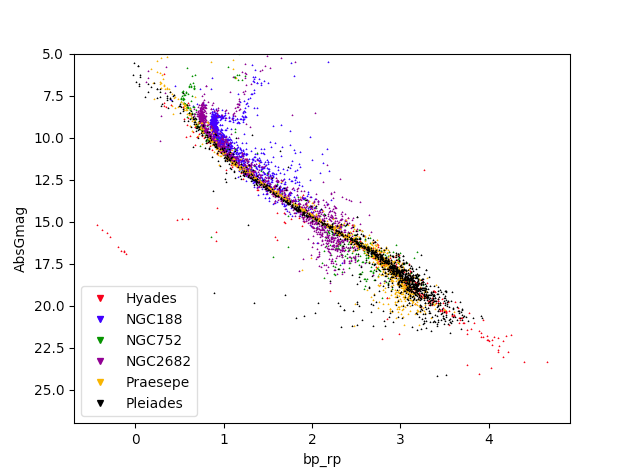 5.0
7.5
10.0
12.5
15.0
17.5
20.0
22.5
25.0
AbsGmag
Hyades
NGC188
NGC752
NGC2682
Praesepe
Pleiades
0 1 2 3 4
bp_rp